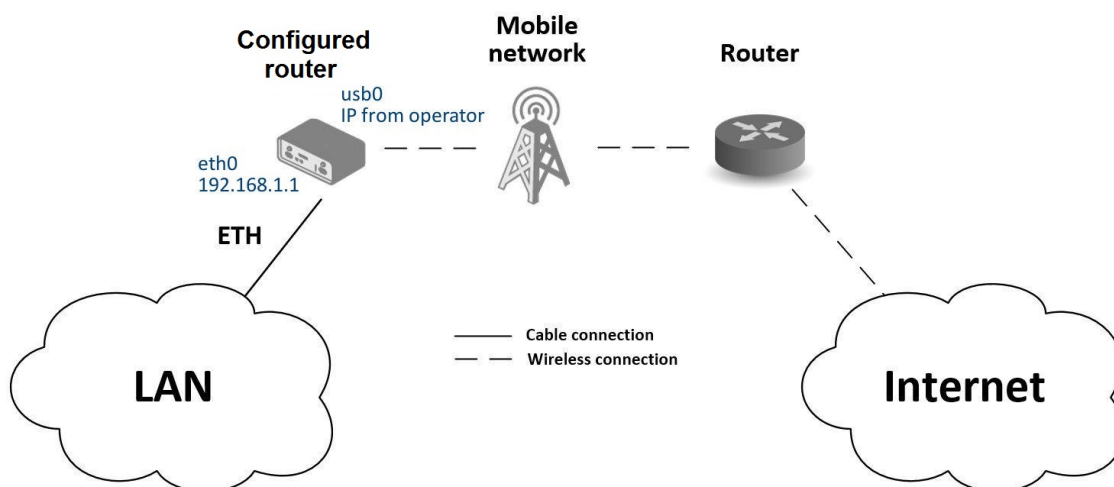 Configured
router
Mobile
network
Router
usb0
IP from operator
eth0
192.168.1.1
ETH
Cable connection
Wireless connection
LAN
Internet